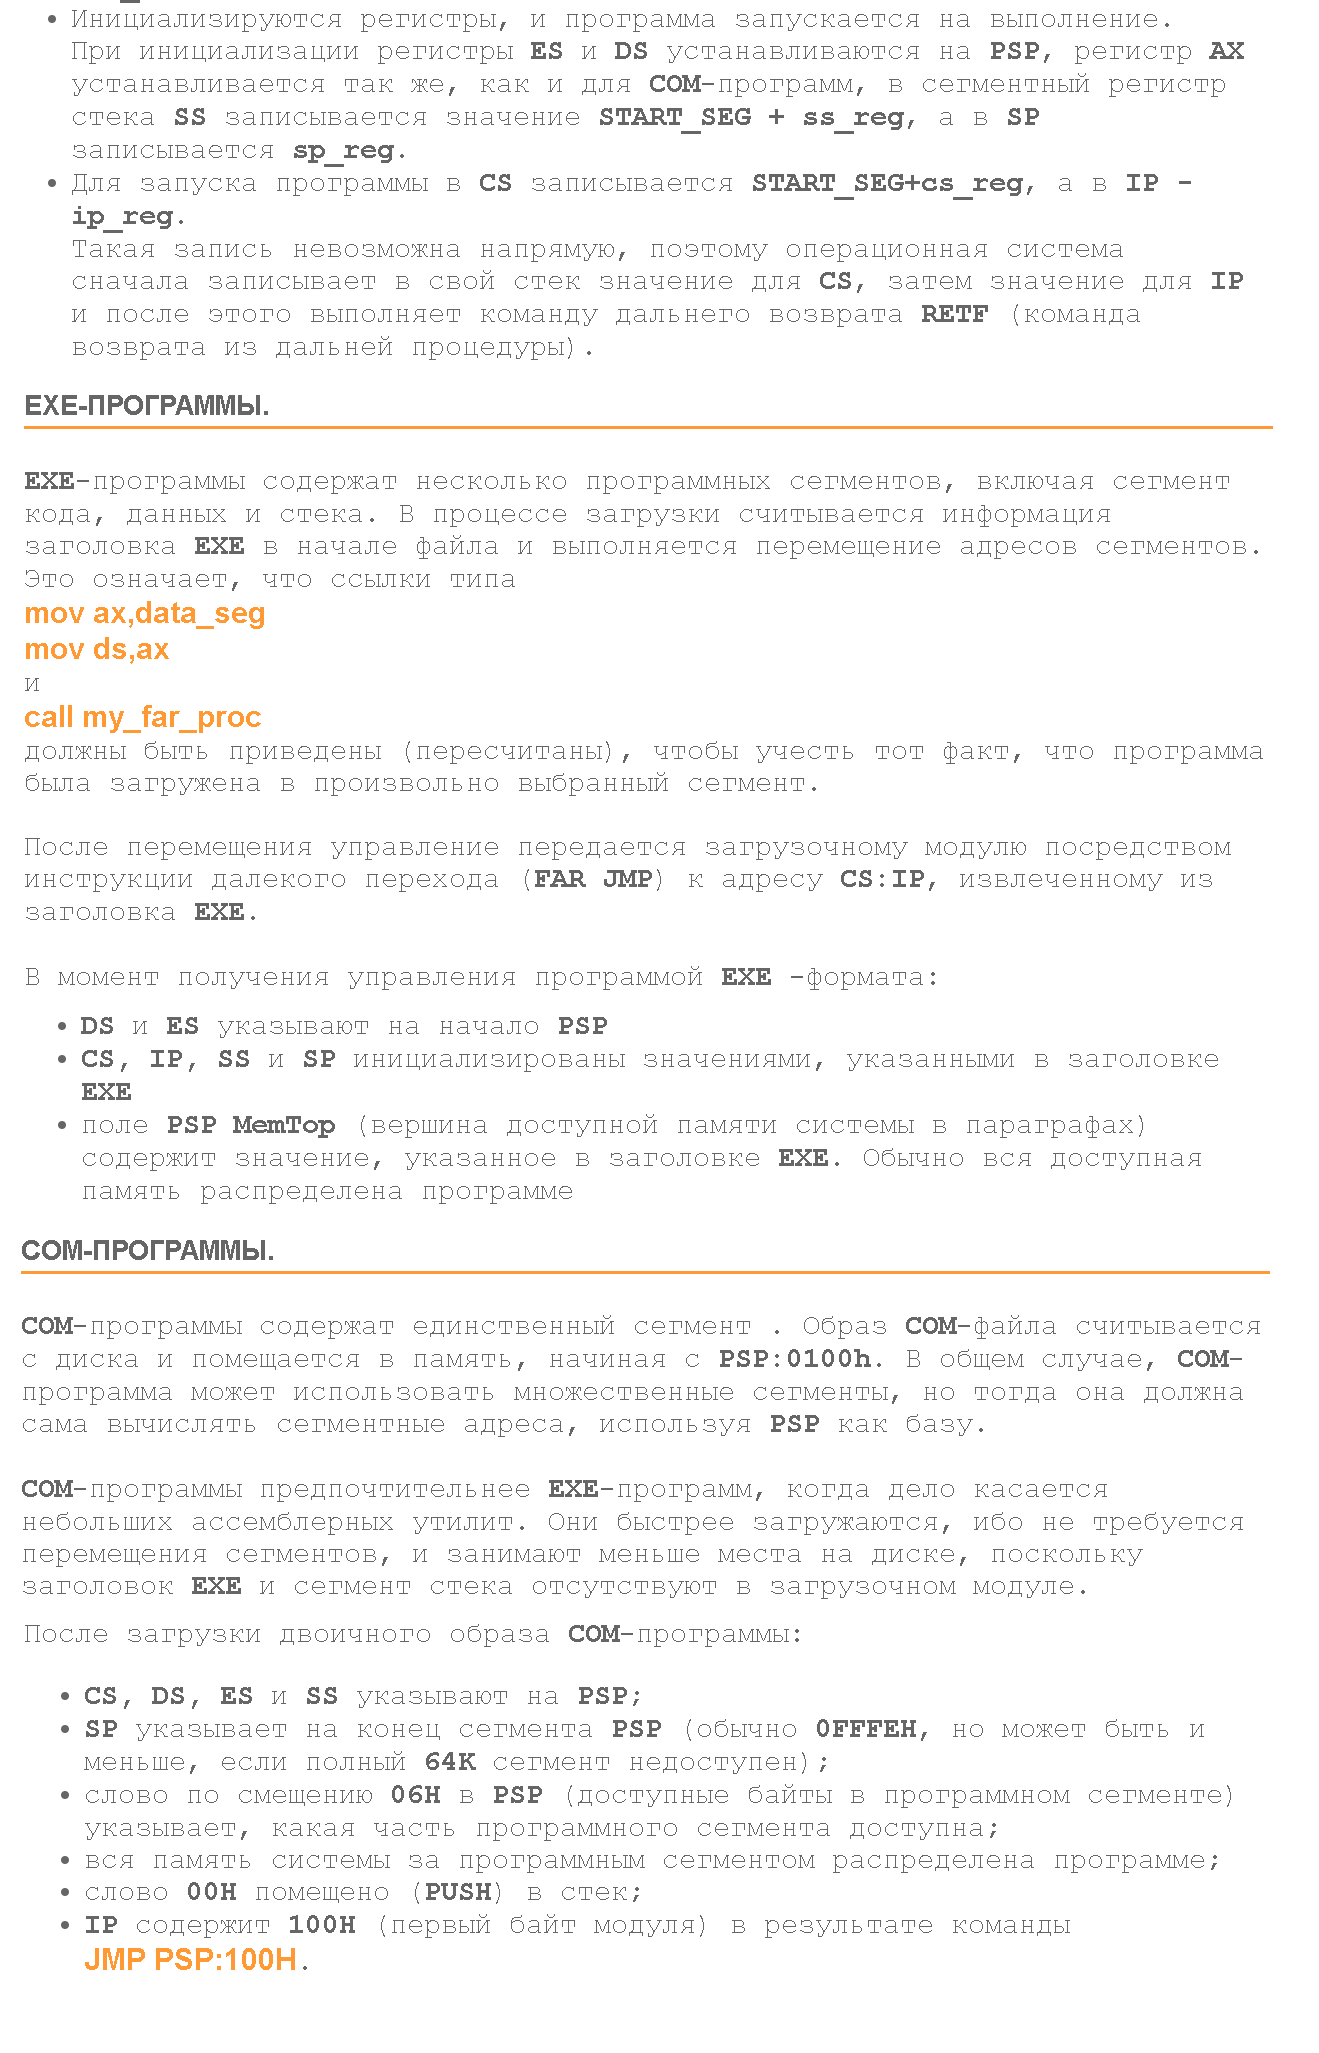 • Инициализируются регистры, и программа запускается на выполнение.
При инициализации регистры ES и DS устанавливаются на PSP, регистр AX
устанавливается так же, как и для COM-программ, в сегментный регистр
стека SS записывается значение START_SEG + ss_reg, а в SP
записывается sp_reg.
• Для запуска программы в CS записывается START_SEG+cs_reg, а в IP -
ip_reg.
Такая запись невозможна напрямую, поэтому операционная система
сначала записывает в свой стек значение для CS, затем значение для IP
и после этого выполняет команду дальнего возврата RETF (команда
возврата из дальней процедуры).
EXE-ПРОГРАММЫ.
EXE-программы содержат несколько программных сегментов, включая сегмент
кода, данных и стека. В процессе загрузки считывается информация
заголовка EXE в начале файла и выполняется перемещение адресов сегментов.
Это означает, что ссылки типа
mov ax,data_seg
mov ds,ax
и
call my_far_proc
должны быть приведены (пересчитаны), чтобы учесть тот факт, что программа
была загружена в произвольно выбранный сегмент.
После перемещения управление передается загрузочному модулю посредством
инструкции далекого перехода (FAR JMP) к адресу CS:IP, извлеченному из
заголовка EXE.
В момент получения управления программой EXE -формата:
• DS и ES указывают на начало PSP
• CS, IP, SS и SP инициализированы значениями, указанными в заголовке
EXE
• поле PSP MemTop (вершина доступной памяти системы в параграфах)
содержит значение, указанное в заголовке EXE. Обычно вся доступная
память распределена программе
COM-ПРОГРАММЫ.
COM-программы содержат единственный сегмент . Образ COM-файла считывается
с диска и помещается в память, начиная с PSP:0100h. В общем случае, COM-
программа может использовать множественные сегменты, но тогда она должна
сама вычислять сегментные адреса, используя PSP как базу.
COM-программы предпочтительнее EXE-программ, когда дело касается
небольших ассемблерных утилит. Они быстрее загружаются, ибо не требуется
перемещения сегментов, и занимают меньше места на диске, поскольку
заголовок EXE и сегмент стека отсутствуют в загрузочном модуле.
После загрузки двоичного образа COM-программы:
• CS, DS, ES и SS указывают на PSP;
• SP указывает на конец сегмента PSP (обычно 0FFFEH, но может быть и
меньше, если полный 64K сегмент недоступен);
• слово по смещению 06H в PSP (доступные байты в программном сегменте)
указывает, какая часть программного сегмента доступна;
• вся память системы за программным сегментом распределена программе;
• слово 00H помещено (PUSH) в стек;
• IP содержит 100H (первый байт модуля) в результате команды
JMP PSP:100H.